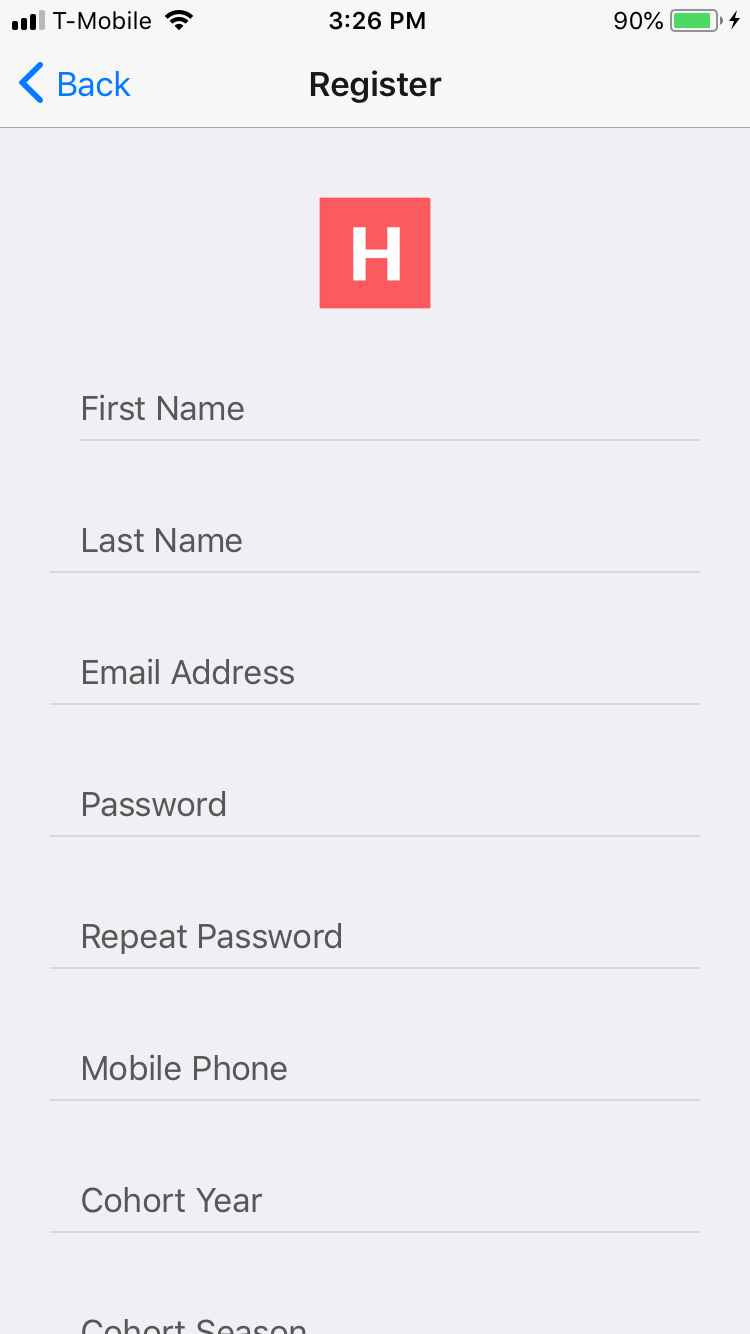 T-Mobile 3:26 PM 90%
Back Register
H
First Name
Last Name
Email Address
Password
Repeat Password
Mobile Phone
Cohort Year
Cohort Season